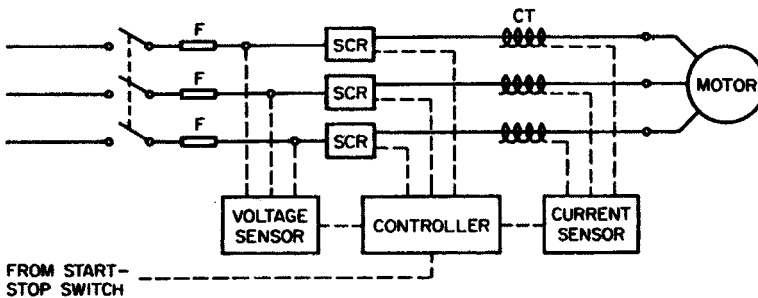 CT
F
SCR
F
SCR
MOTOR
F
SCR
VOLTAGE
SENSOR
CONTROLLER
CURRENT
SENSOR
FROM START-
STOP SWITCH